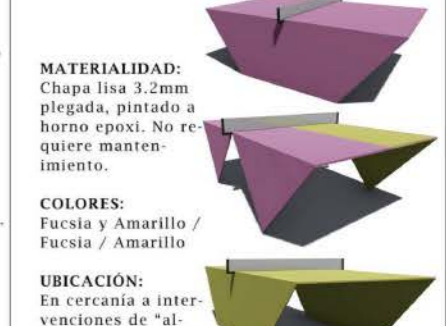 MATERIALIDAD:
Chapa lisa 3.2mm
plegada, pintado a
horno epoxi. No re-
quiere manten-
imiento.
COLORES:
Fucsia y Amarillo /
Fucsia / Amarillo
UBICACIÓN:
En cercanía a inter-
venciones de “al-